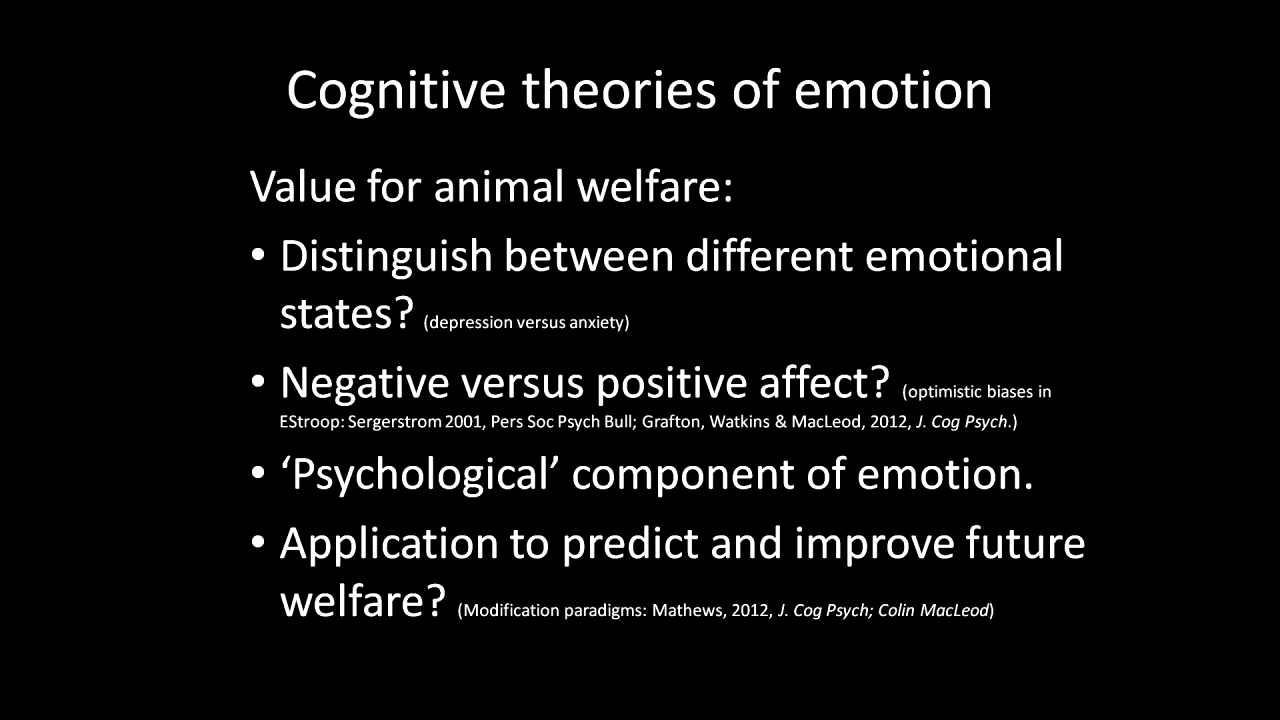 Cognitive theories of emotion
Value for animal welfare:
• Distinguish between different emotional
states? (depression versus anxiety)
• Negative versus positive affect? (optimistic biases in
EStroop: Sergerstrom 2001, Pers Soc Psych Bull; Grafton, Watkins & MacLeod, 2012, J. Cog Psych.)
• ‘Psychological’ component of emotion.
• Application to predict and improve future
welfare? (Modification paradigms: Mathews, 2012, J. Cog Psych; Colin MacLeod)